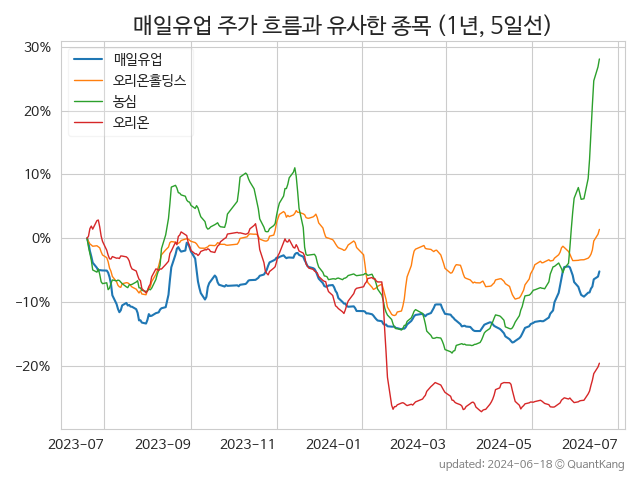 매일유업 주가 흐름과 유사한 종목 (1년, 5일선)
매일유업
오리온홀딩스
농심
오리온
30%
20%
10%
0%
−10%
−20%
2023-07 2023-09 2023-11 2024-01 2024-03 2024-05 2024-07
updated: 2024-06-18 © QuantKang